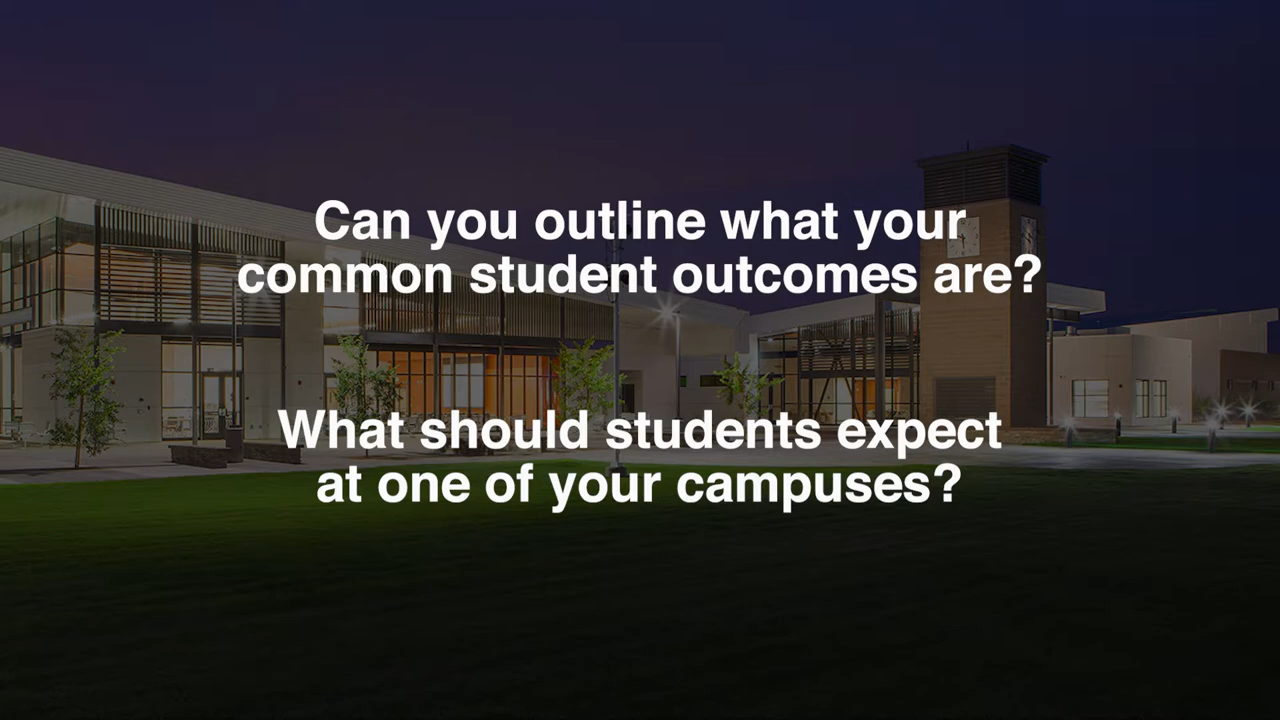 Can you outline what your
common student outcomes are?
What should students expect
at one of your campuses?